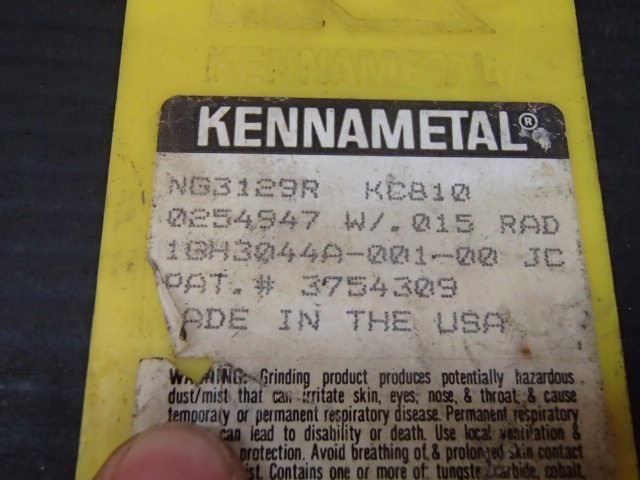 KENNAMETAL
KENNAMETAL®
NG3129R KC810
0254947 W/.015 RAD
1GH3044A-001-00 JC
PAT.# 3754309
ADE IN THE USA
WARNING: Grinding product produces potentially hazardous
dust/mist that can irritate skin, eyes, nose, & throat, & cause
temporary or permanent respiratory disease. Permanent respiratory
can lead to disability or death. Use local ventilation &
protection. Avoid breathing of, & prolonged skin contact
Contains one or more of: tungsten carbide, cobalt,